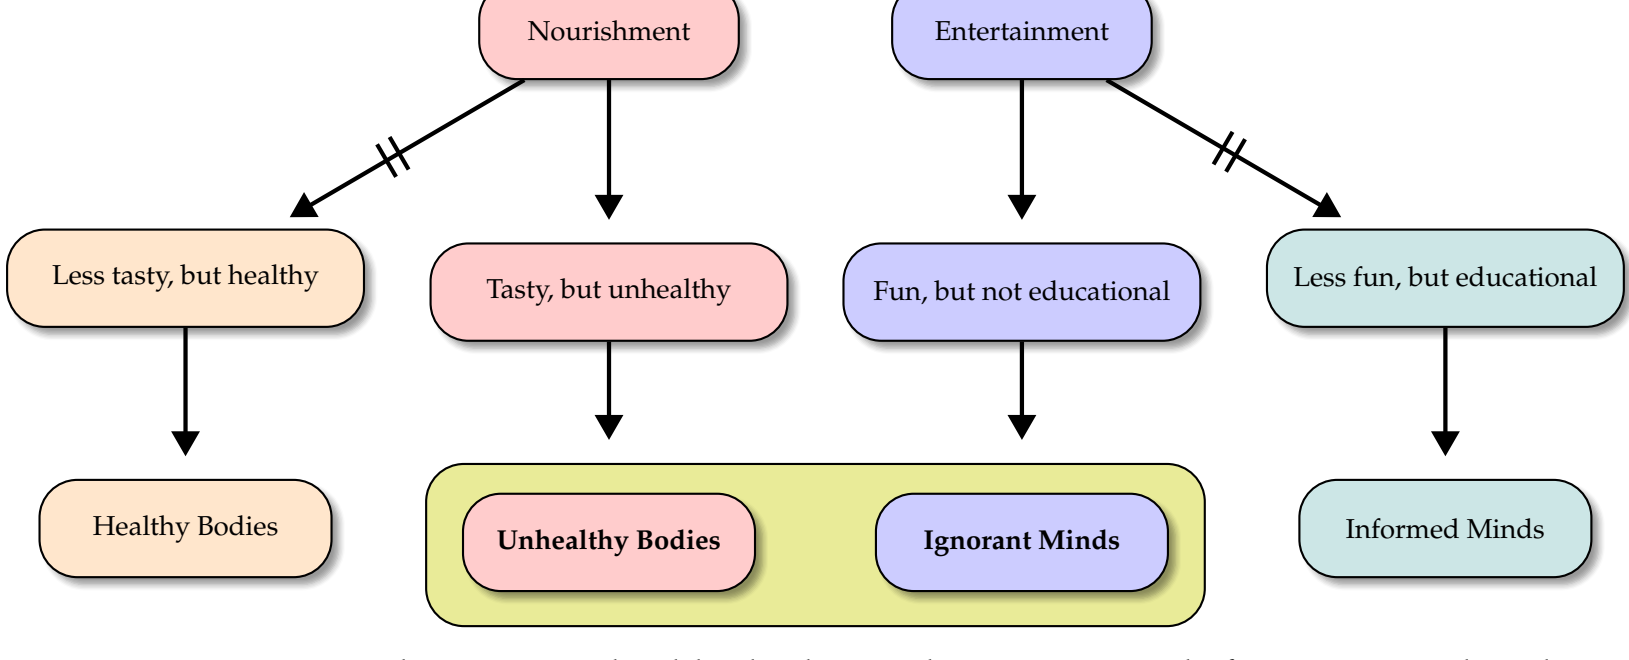 Nourishment
Entertainment
Less tasty, but healthy
Tasty, but unhealthy
Fun, but not educational
Less fun, but educational
Healthy Bodies
Unhealthy Bodies
Ignorant Minds
Informed Minds